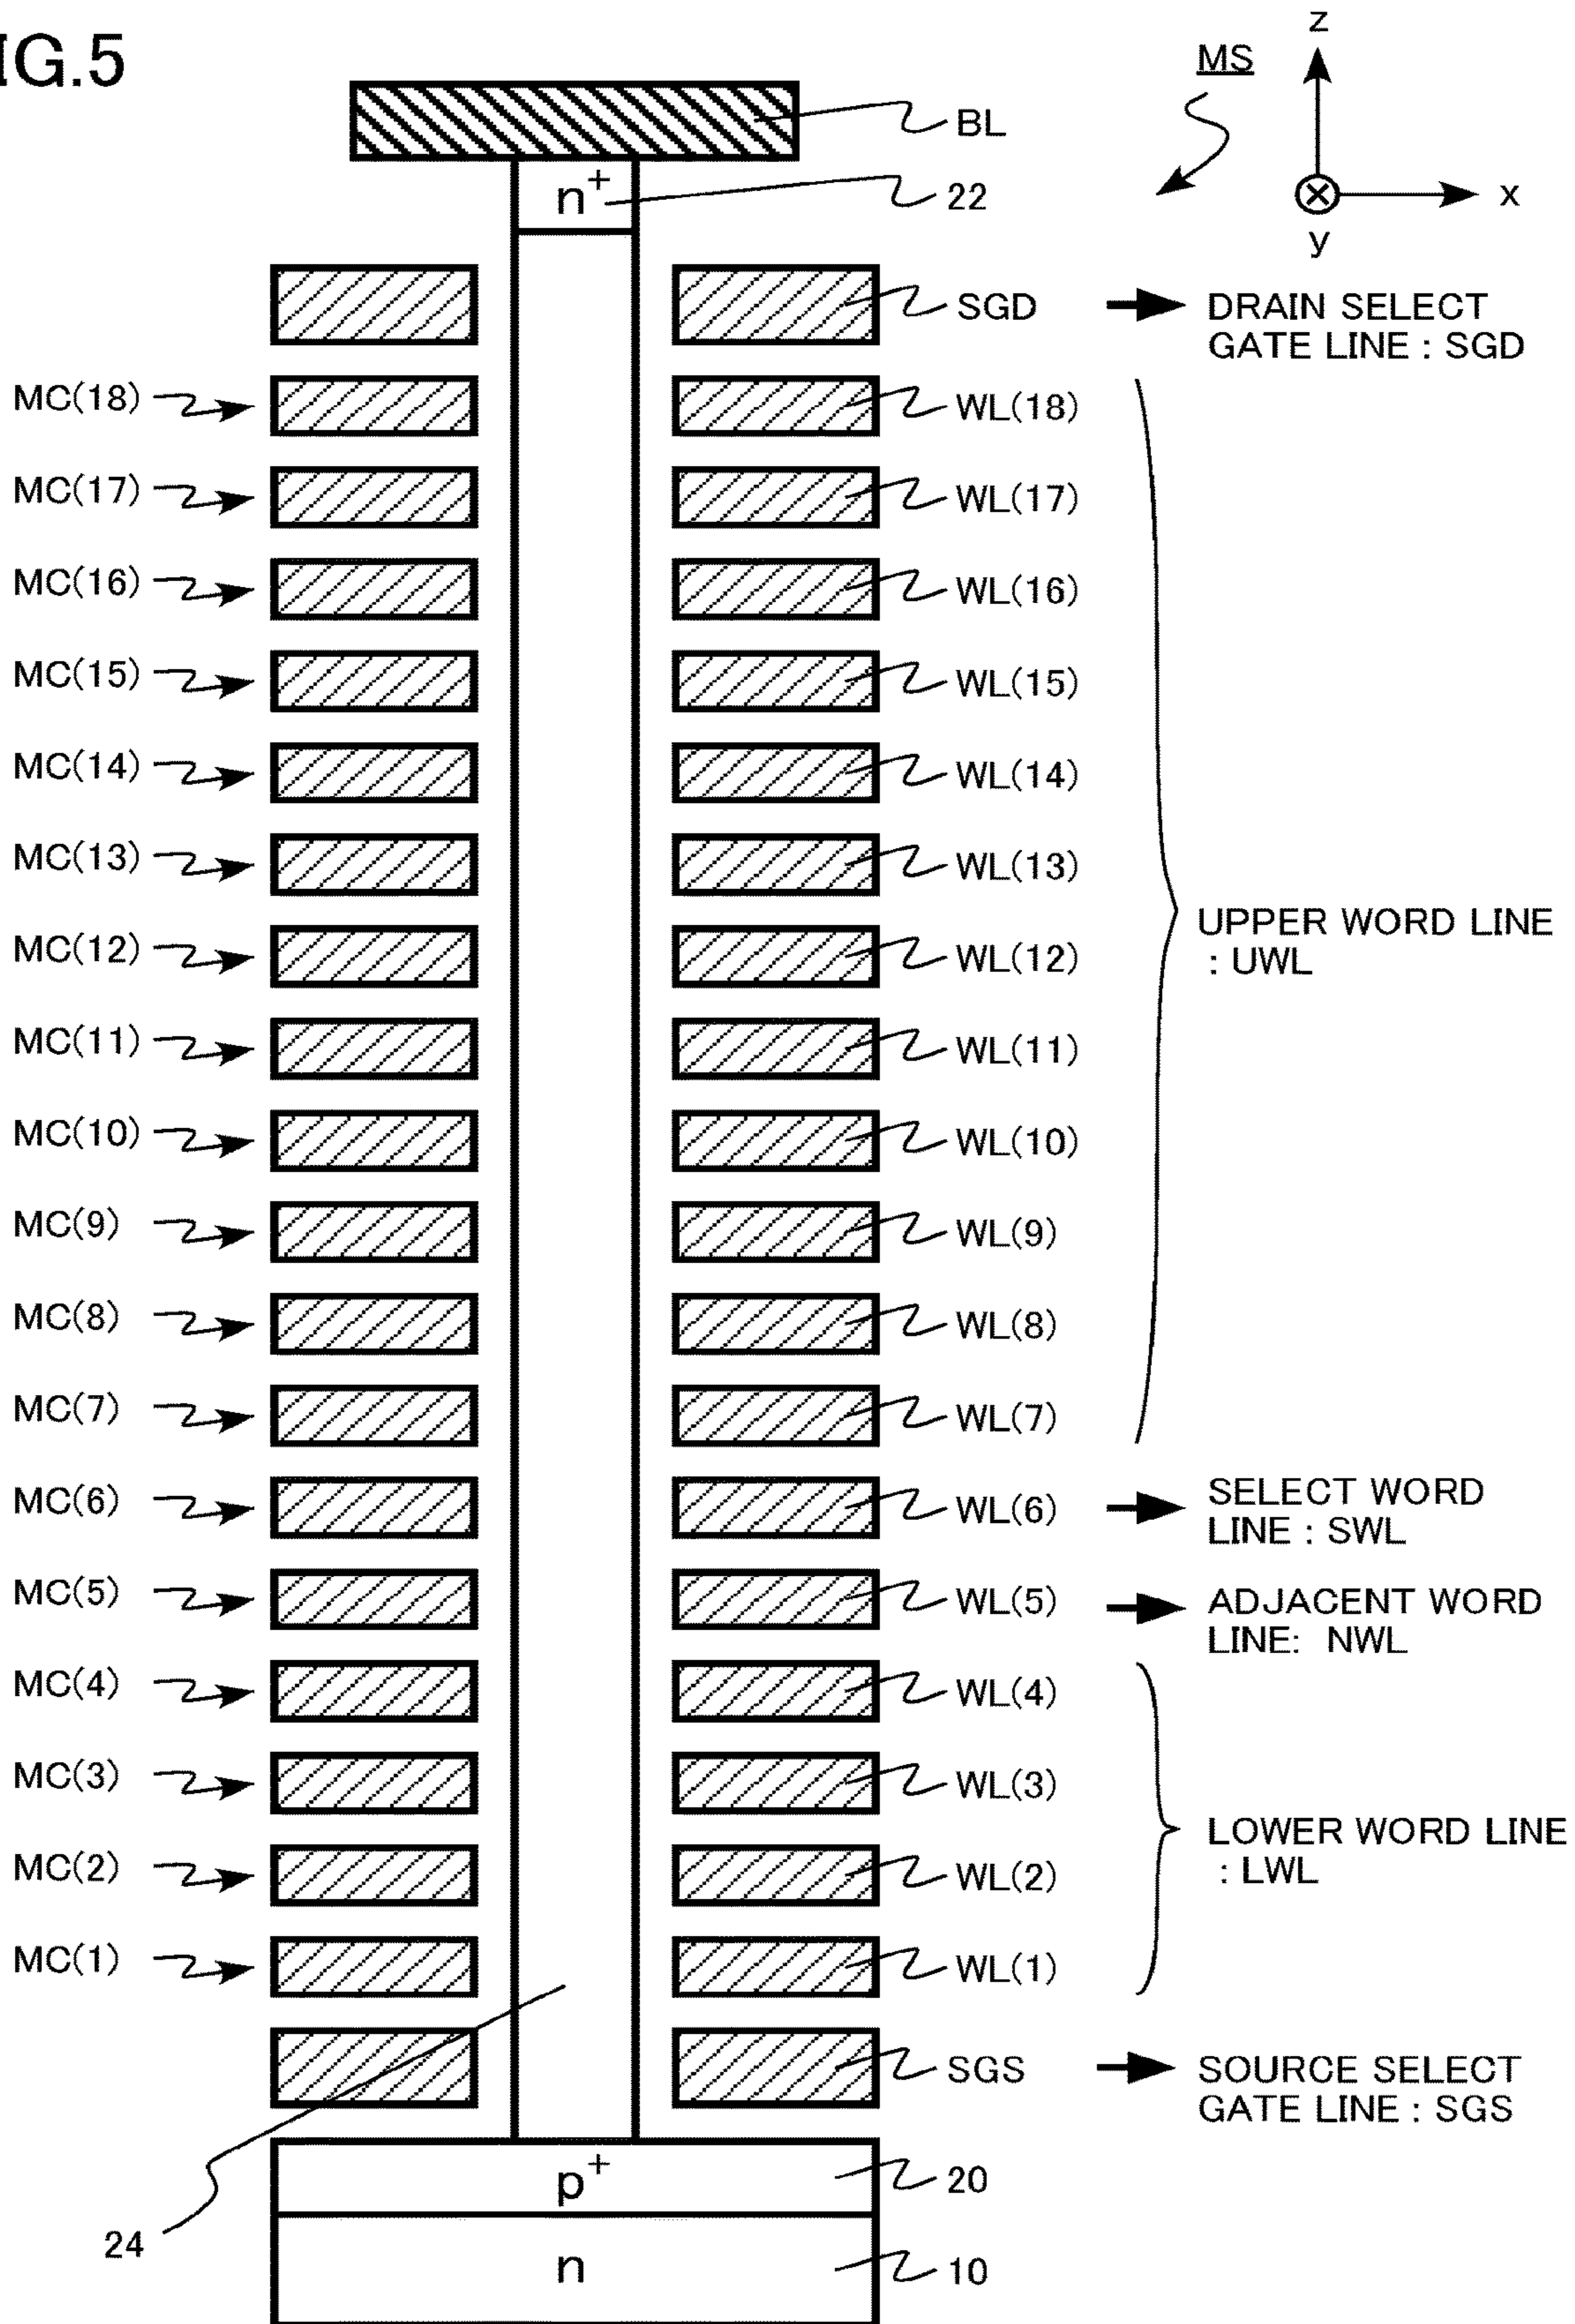 IG.5
z
MS
BL
x
n+
22
y
SGD
DRAIN SELECT
GATE LINE : SGD
MC(18)
WL(18)
MC(17)
WL(17)
MC(16)
WL(16)
MC(15)
WL(15)
MC(14)
WL(14)
MC(13)
WL(13)
UPPER WORD LINE
: UWL
MC(12)
WL(12)
MC(11)
WL(11)
MC(10)
WL(10)
MC(9)
WL(9)
MC(8)
WL(8)
MC(7)
WL(7)
MC(6)
WL(6)
SELECT WORD
LINE : SWL
MC(5)
WL(5)
ADJACENT WORD
LINE: NWL
MC(4)
WL(4)
MC(3)
WL(3)
LOWER WORD LINE
: LWL
MC(2)
WL(2)
MC(1)
WL(1)
SGS
SOURCE SELECT
GATE LINE : SGS
p+
20
24
n
10